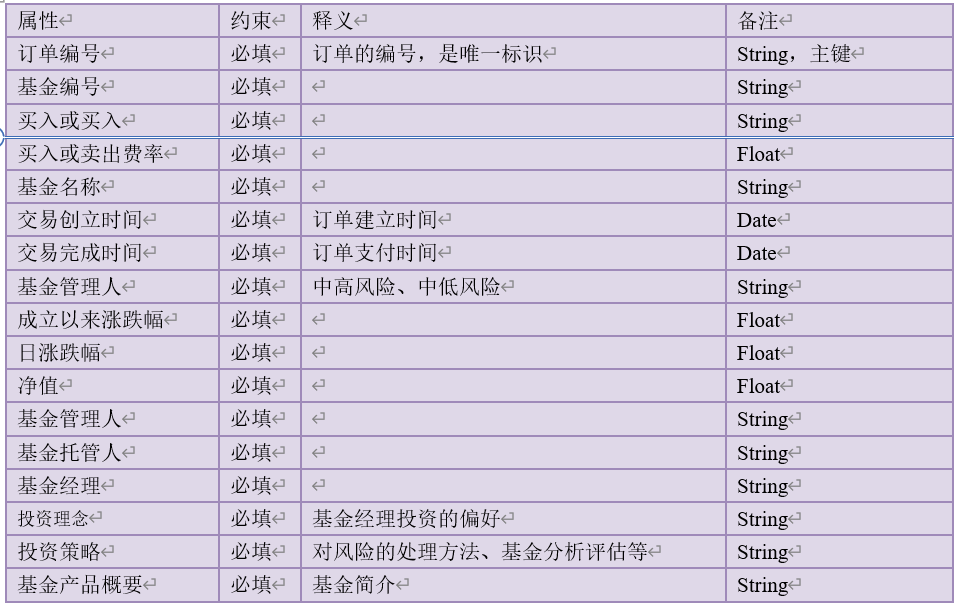 属性 约束 释义 备注
订单编号 必填 订单的编号，是唯一标识 String，主键
基金编号 必填 String
买入或买入 必填 String
买入或卖出费率 必填 Float
基金名称 必填 String
交易创立时间 必填 订单建立时间 Date
交易完成时间 必填 订单支付时间 Date
基金管理人 必填 中高风险、中低风险 String
成立以来涨跌幅 必填 Float
日涨跌幅 必填 Float
净值 必填 Float
基金管理人 必填 String
基金托管人 必填 String
基金经理 必填 String
投资理念 必填 基金经理投资的偏好 String
投资策略 必填 对风险的处理方法、基金分析评估等 String
基金产品概要 必填 基金简介 String